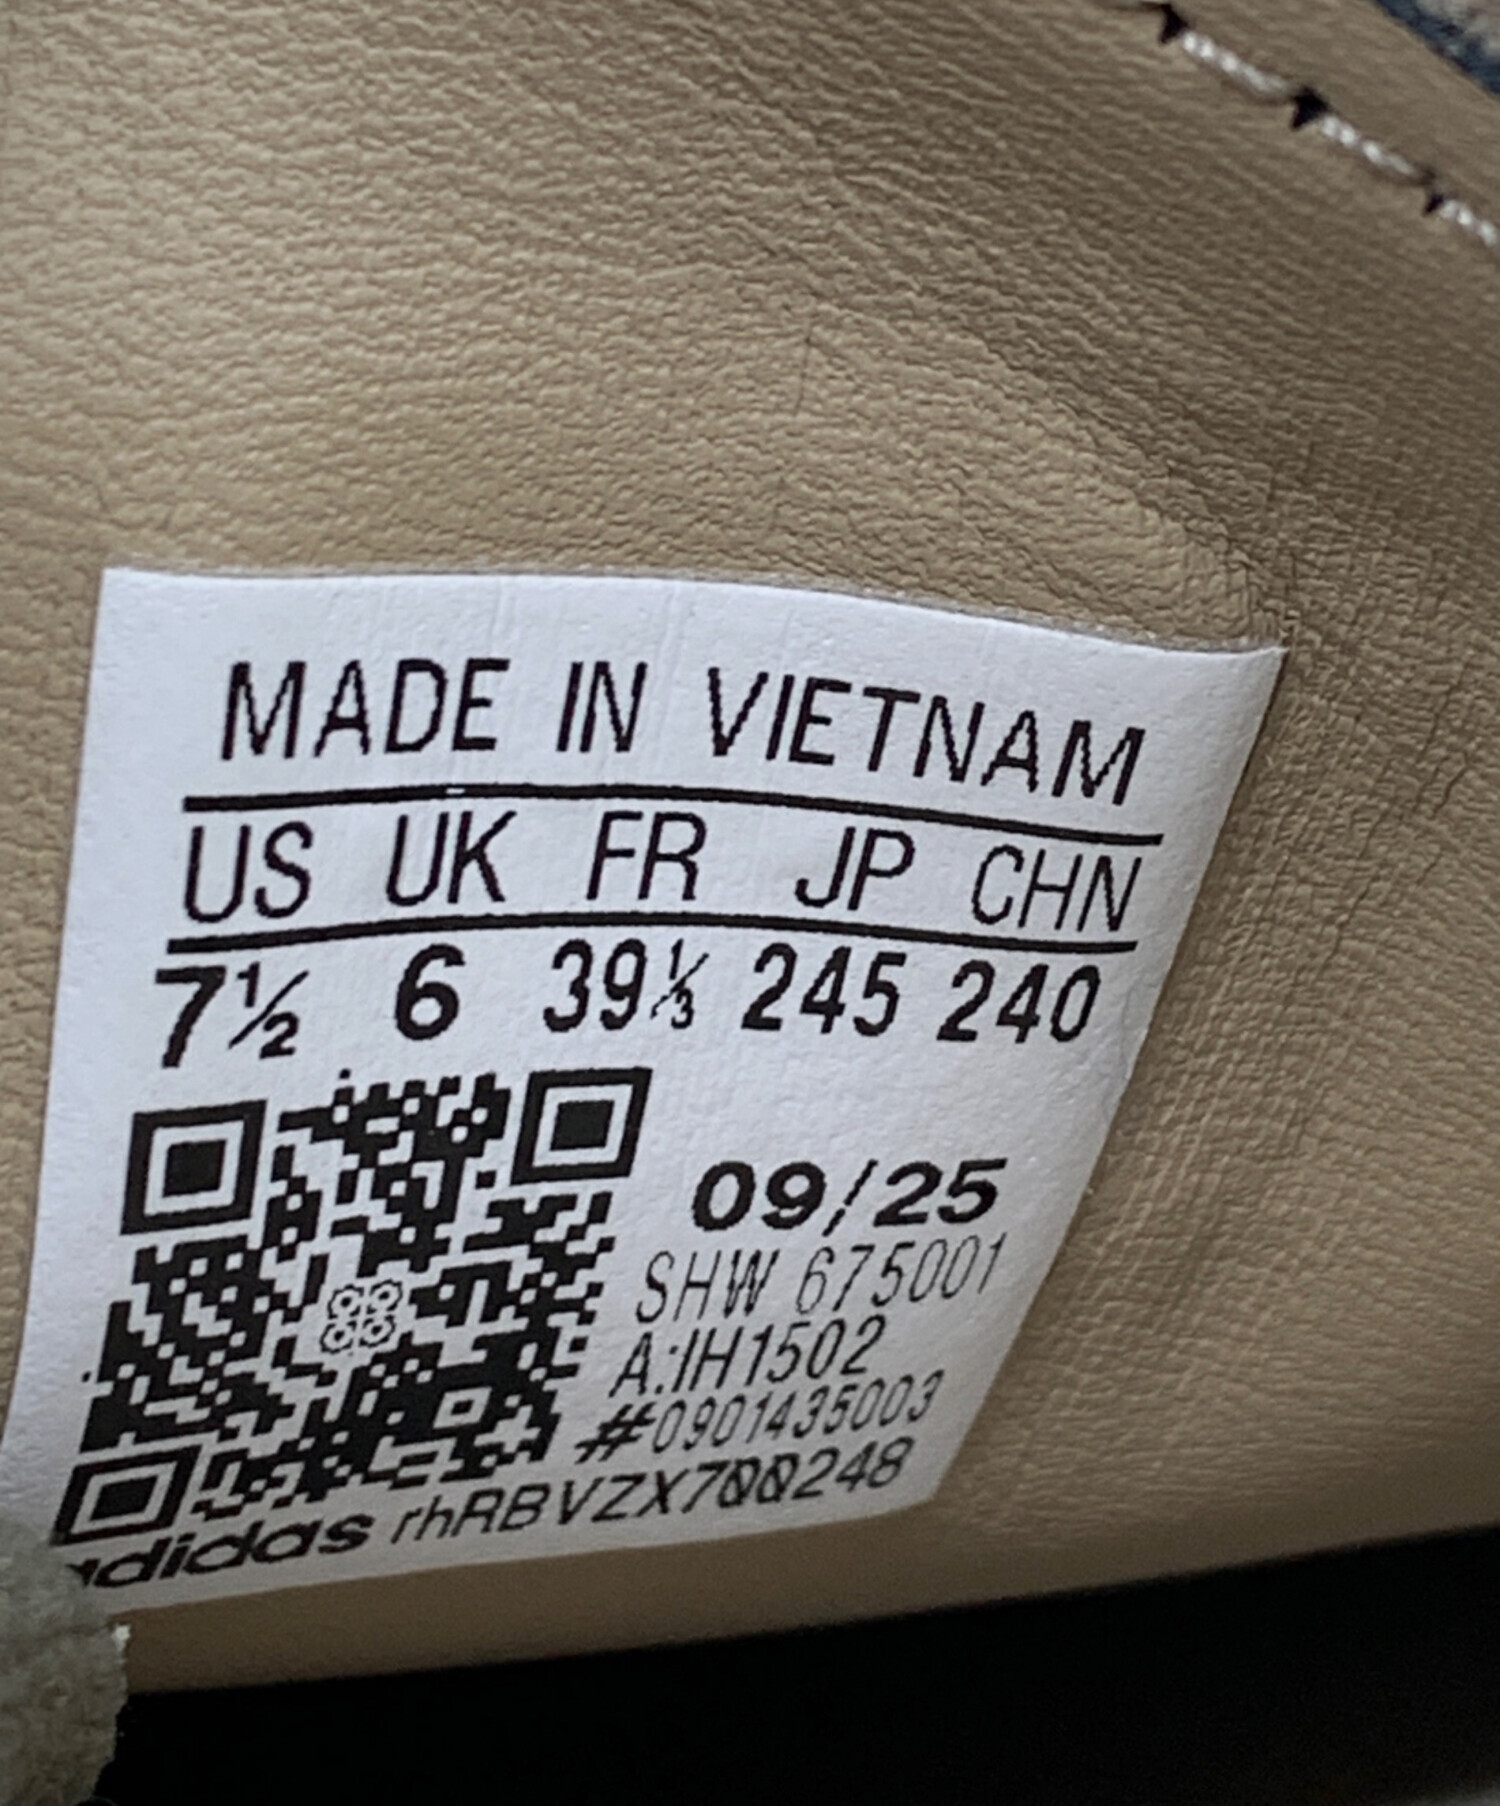 MADE IN VIETNAM
US UK FR JP CHN
7½ 6 39⅓ 245 240
09/25
SHW 675001
A:IH1502
#0901435003
adidas rhRBVZX700248